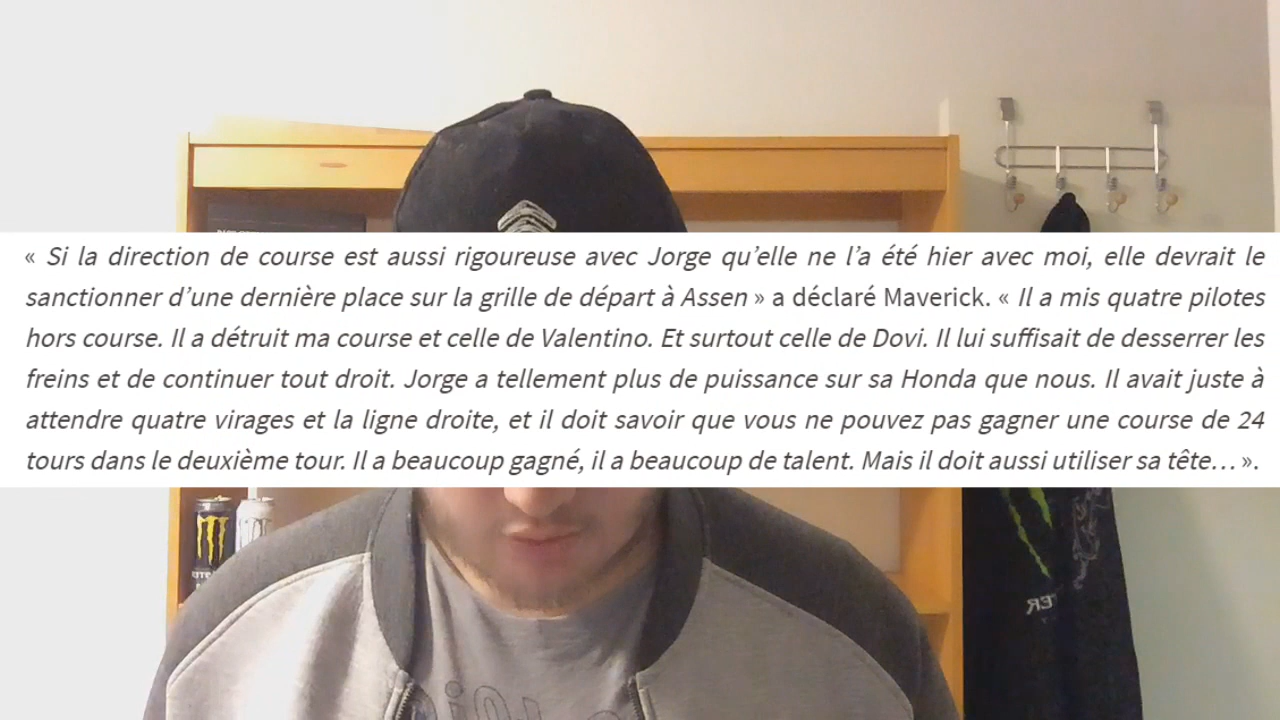 « Si la direction de course est aussi rigoureuse avec Jorge qu’elle ne l’a été hier avec moi, elle devrait le
sanctionner d’une dernière place sur la grille de départ à Assen » a déclaré Maverick. « Il a mis quatre pilotes
hors course. Il a détruit ma course et celle de Valentino. Et surtout celle de Dovi. Il lui suffisait de desserrer les
freins et de continuer tout droit. Jorge a tellement plus de puissance sur sa Honda que nous. Il avait juste à
attendre quatre virages et la ligne droite, et il doit savoir que vous ne pouvez pas gagner une course de 24
tours dans le deuxième tour. Il a beaucoup gagné, il a beaucoup de talent. Mais il doit aussi utiliser sa tête… ».